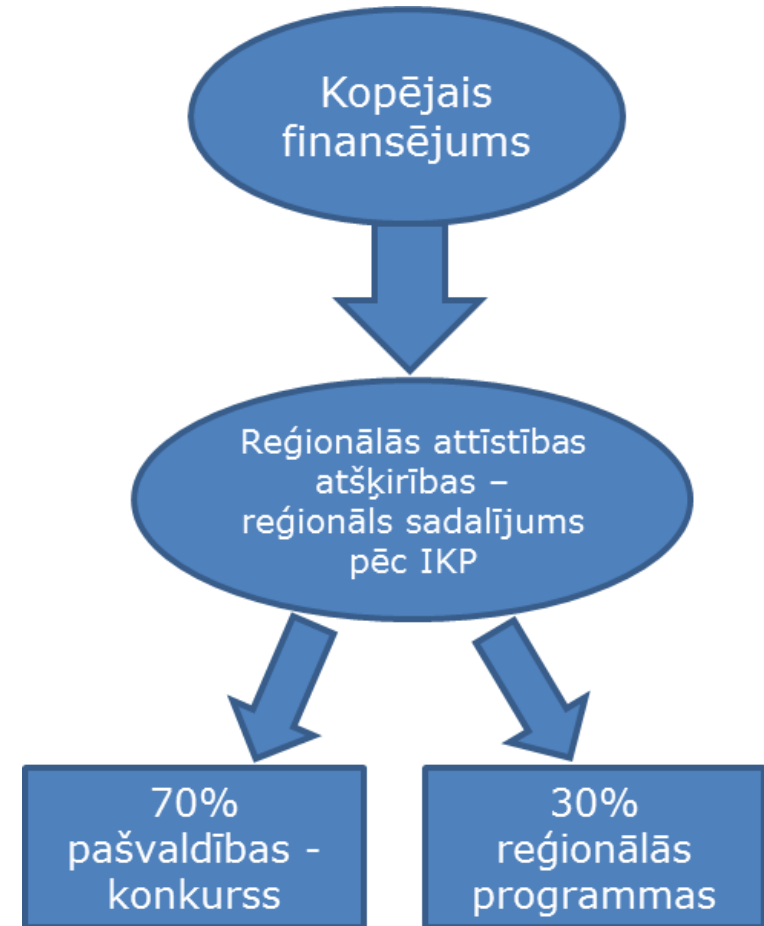 Kopējais
finansējums
Reģionālās attīstības
atšķirības –
reģionāls sadalījums
pēc IKP
70%
pašvaldības -
konkurss
30%
reģionālās
programmas